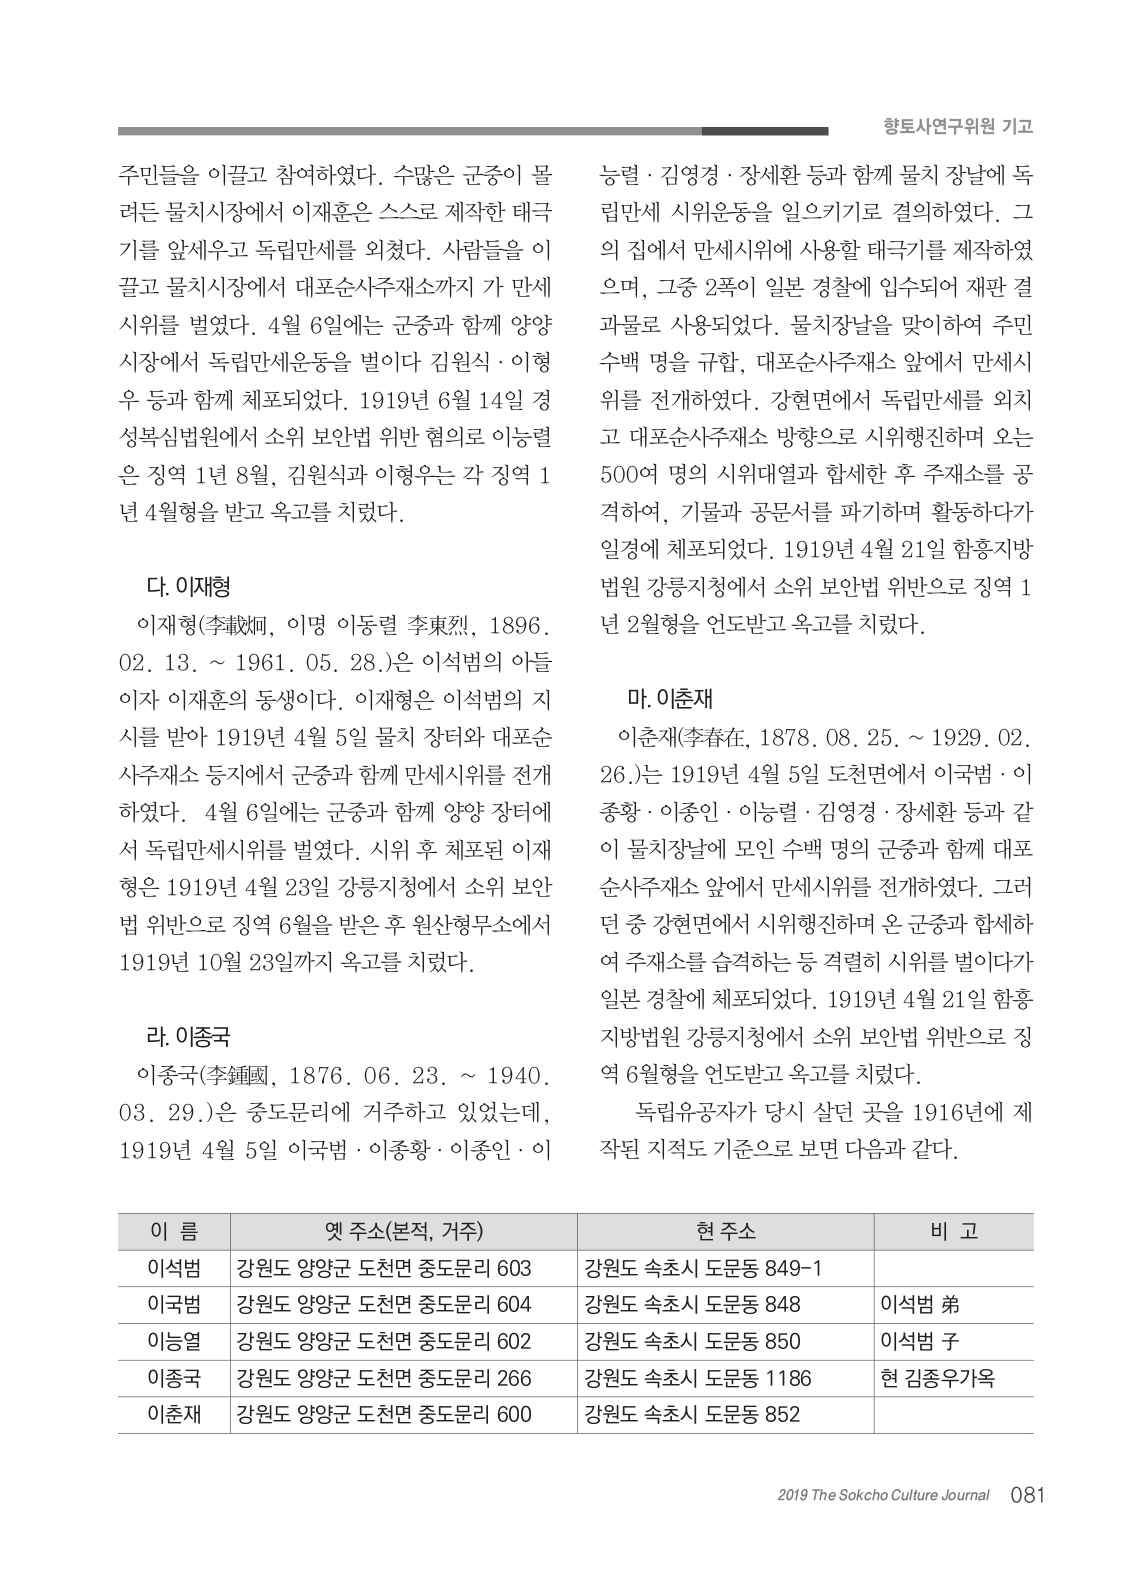 향토사연구위원 기고
주민들을 이끌고 참여하였다. 수많은 군중이 몰
려든 물치시장에서 이재훈은 스스로 제작한 태극
기를 앞세우고 독립만세를 외쳤다. 사람들을 이
끌고 물치시장에서 대포순사주재소까지 가 만세
시위를 벌였다. 4월 6일에는 군중과 함께 양양
시장에서 독립만세운동을 벌이다 김원식 · 이형
우 등과 함께 체포되었다. 1919년 6월 14일 경
성복심법원에서 소위 보안법 위반 혐의로 이능렬
은 징역 1년 8월, 김원식과 이형우는 각 징역 1
년 4월형을 받고 옥고를 치렀다.
다. 이재형
이재형(李載炯, 이명 이동렬 李東烈, 1896.
02. 13. ~ 1961. 05. 28.)은 이석범의 아들
이자 이재훈의 동생이다. 이재형은 이석범의 지
시를 받아 1919년 4월 5일 물치 장터와 대포순
사주재소 등지에서 군중과 함께 만세시위를 전개
하였다. 4월 6일에는 군중과 함께 양양 장터에
서 독립만세시위를 벌였다. 시위 후 체포된 이재
형은 1919년 4월 23일 강릉지청에서 소위 보안
법 위반으로 징역 6월을 받은 후 원산형무소에서
1919년 10월 23일까지 옥고를 치렀다.
라. 이종국
이종국(李鍾國, 1876. 06. 23. ~ 1940.
03. 29.)은 중도문리에 거주하고 있었는데,
1919년 4월 5일 이국범 · 이종황 · 이종인 · 이
능렬 · 김영경 · 장세환 등과 함께 물치 장날에 독
립만세 시위운동을 일으키기로 결의하였다. 그
의 집에서 만세시위에 사용할 태극기를 제작하였
으며, 그중 2폭이 일본 경찰에 입수되어 재판 결
과물로 사용되었다. 물치장날을 맞이하여 주민
수백 명을 규합, 대포순사주재소 앞에서 만세시
위를 전개하였다. 강현면에서 독립만세를 외치
고 대포순사주재소 방향으로 시위행진하며 오는
500여 명의 시위대열과 합세한 후 주재소를 공
격하여, 기물과 공문서를 파기하며 활동하다가
일경에 체포되었다. 1919년 4월 21일 함흥지방
법원 강릉지청에서 소위 보안법 위반으로 징역 1
년 2월형을 언도받고 옥고를 치렀다.
마. 이춘재
이춘재(李春在, 1878. 08. 25. ~ 1929. 02.
26.)는 1919년 4월 5일 도천면에서 이국범 · 이
종황 · 이종인 · 이능렬 · 김영경 · 장세환 등과 같
이 물치장날에 모인 수백 명의 군중과 함께 대포
순사주재소 앞에서 만세시위를 전개하였다. 그러
던 중 강현면에서 시위행진하며 온 군중과 합세하
여 주재소를 습격하는 등 격렬히 시위를 벌이다가
일본 경찰에 체포되었다. 1919년 4월 21일 함흥
지방법원 강릉지청에서 소위 보안법 위반으로 징
역 6월형을 언도받고 옥고를 치렀다.
독립유공자가 당시 살던 곳을 1916년에 제
작된 지적도 기준으로 보면 다음과 같다.
이 름 옛 주소(본적, 거주) 현 주소 비 고
이석범 강원도 양양군 도천면 중도문리 603 강원도 속초시 도문동 849-1
이국범 강원도 양양군 도천면 중도문리 604 강원도 속초시 도문동 848 이석범 弟
이능열 강원도 양양군 도천면 중도문리 602 강원도 속초시 도문동 850 이석범 子
이종국 강원도 양양군 도천면 중도문리 266 강원도 속초시 도문동 1186 현 김종우가옥
이춘재 강원도 양양군 도천면 중도문리 600 강원도 속초시 도문동 852
2019 The Sokcho Culture Journal 081